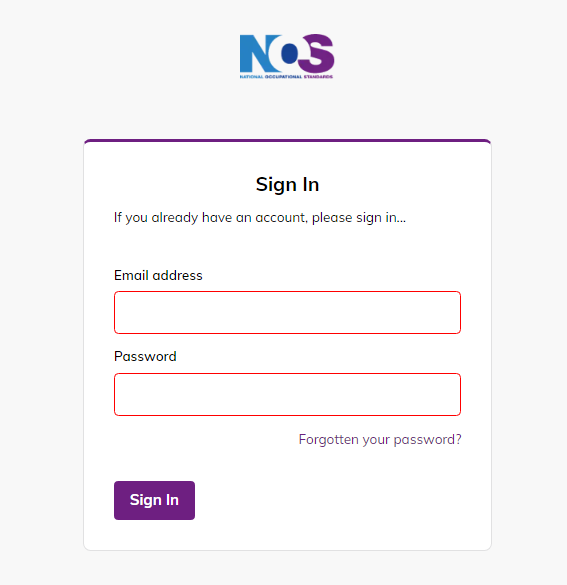 NOS
NATIONAL OCCUPATIONAL STANDARDS
Sign In
If you already have an account, please sign in...
Email address
Password
Forgotten your password?
Sign In